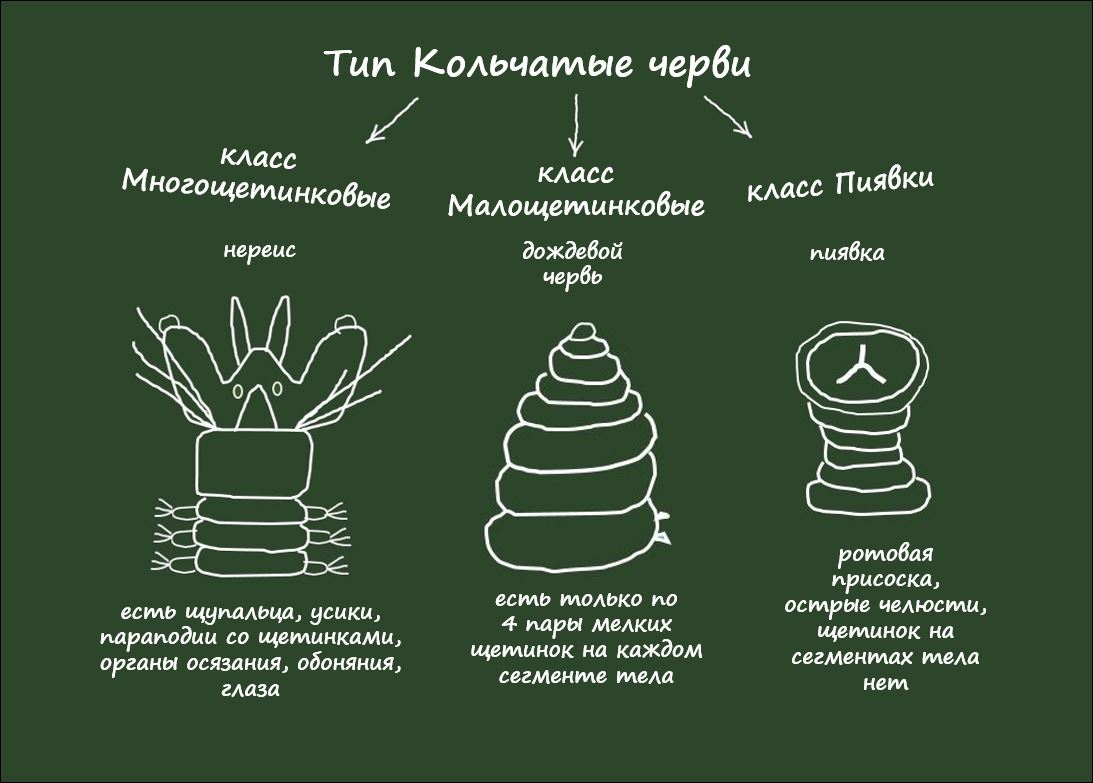 Тип Кольчатые черви
класс
Многощетинковые
нереис
есть щупальца, усики,
параподии со щетинками,
органы осязания, обоняния,
глаза
класс
Малощетинковые
дождевой
червь
есть только по
4 пары мелких
щетинок на каждом
сегменте тела
класс Пиявки
пиявка
ротовая
присоска,
острые челюсти,
щетинок на
сегментах тела
нет